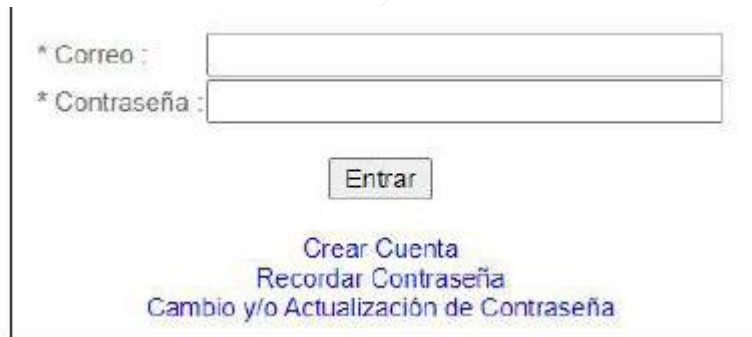 * Correo :
* Contraseña :
Entrar
Crear Cuenta
Recordar Contraseña
Cambio y/o Actualización de Contraseña